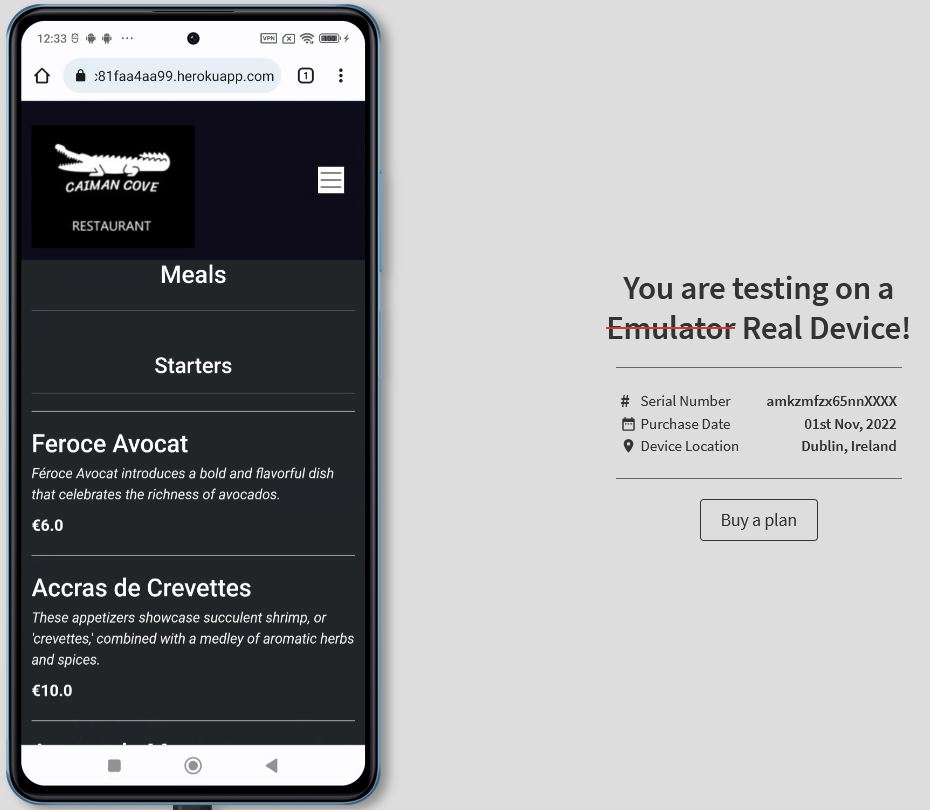 12:33
VPN
100
:81faa4aa99.herokuapp.com
1
CAIMAN COVE
RESTAURANT
Meals
Starters
Feroce Avocat
Féroce Avocat introduces a bold and flavorful dish
that celebrates the richness of avocados.
€6.0
Accras de Crevettes
These appetizers showcase succulent shrimp, or
'crevettes,' combined with a medley of aromatic herbs
and spices.
€10.0
You are testing on a
Emulator Real Device!
# Serial Number amkzmfzx65nnXXXX
Purchase Date 01st Nov, 2022
Device Location Dublin, Ireland
Buy a plan